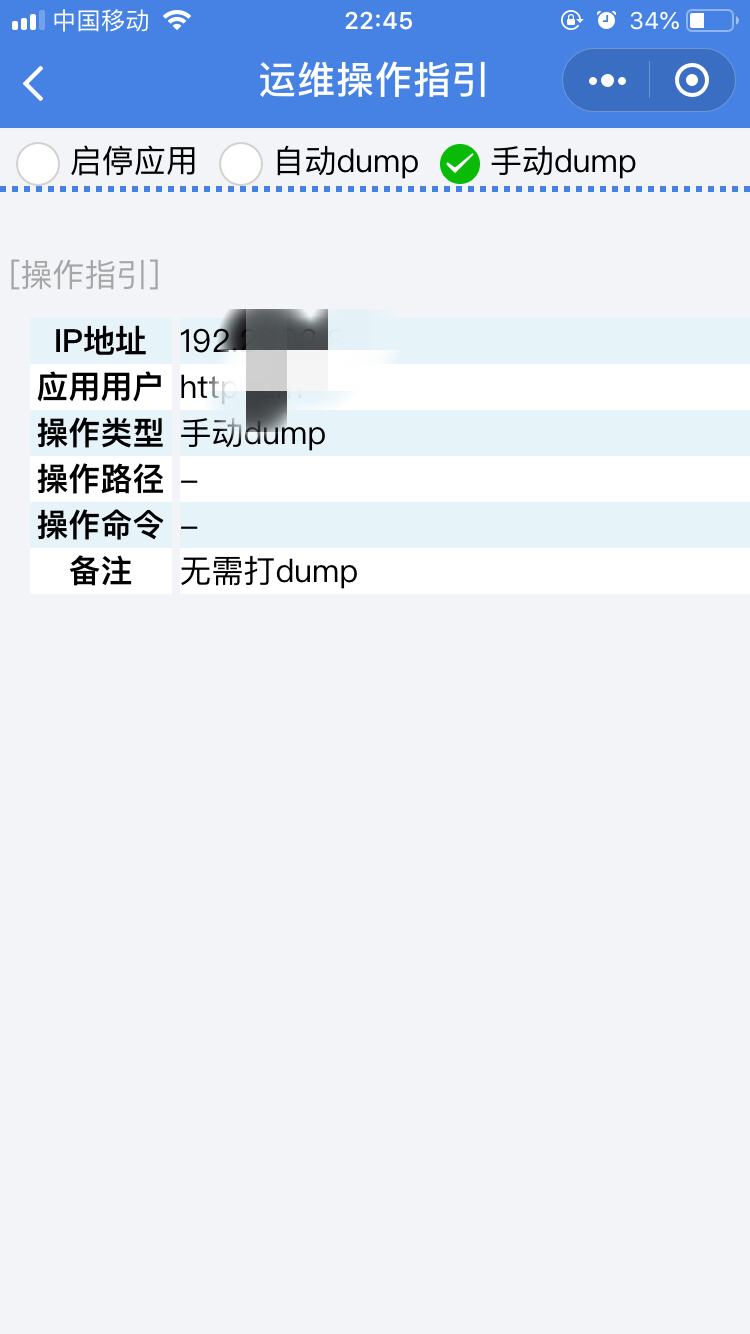 中国移动 22:45 34%
运维操作指引
启停应用 自动dump 手动dump
[操作指引]
IP地址 192.
应用用户 http
操作类型 手动dump
操作路径 –
操作命令 –
备注 无需打dump